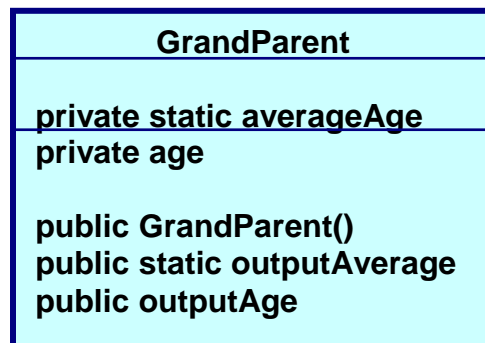 GrandParent
private static averageAge
private age
public GrandParent()
public static outputAverage
public outputAge